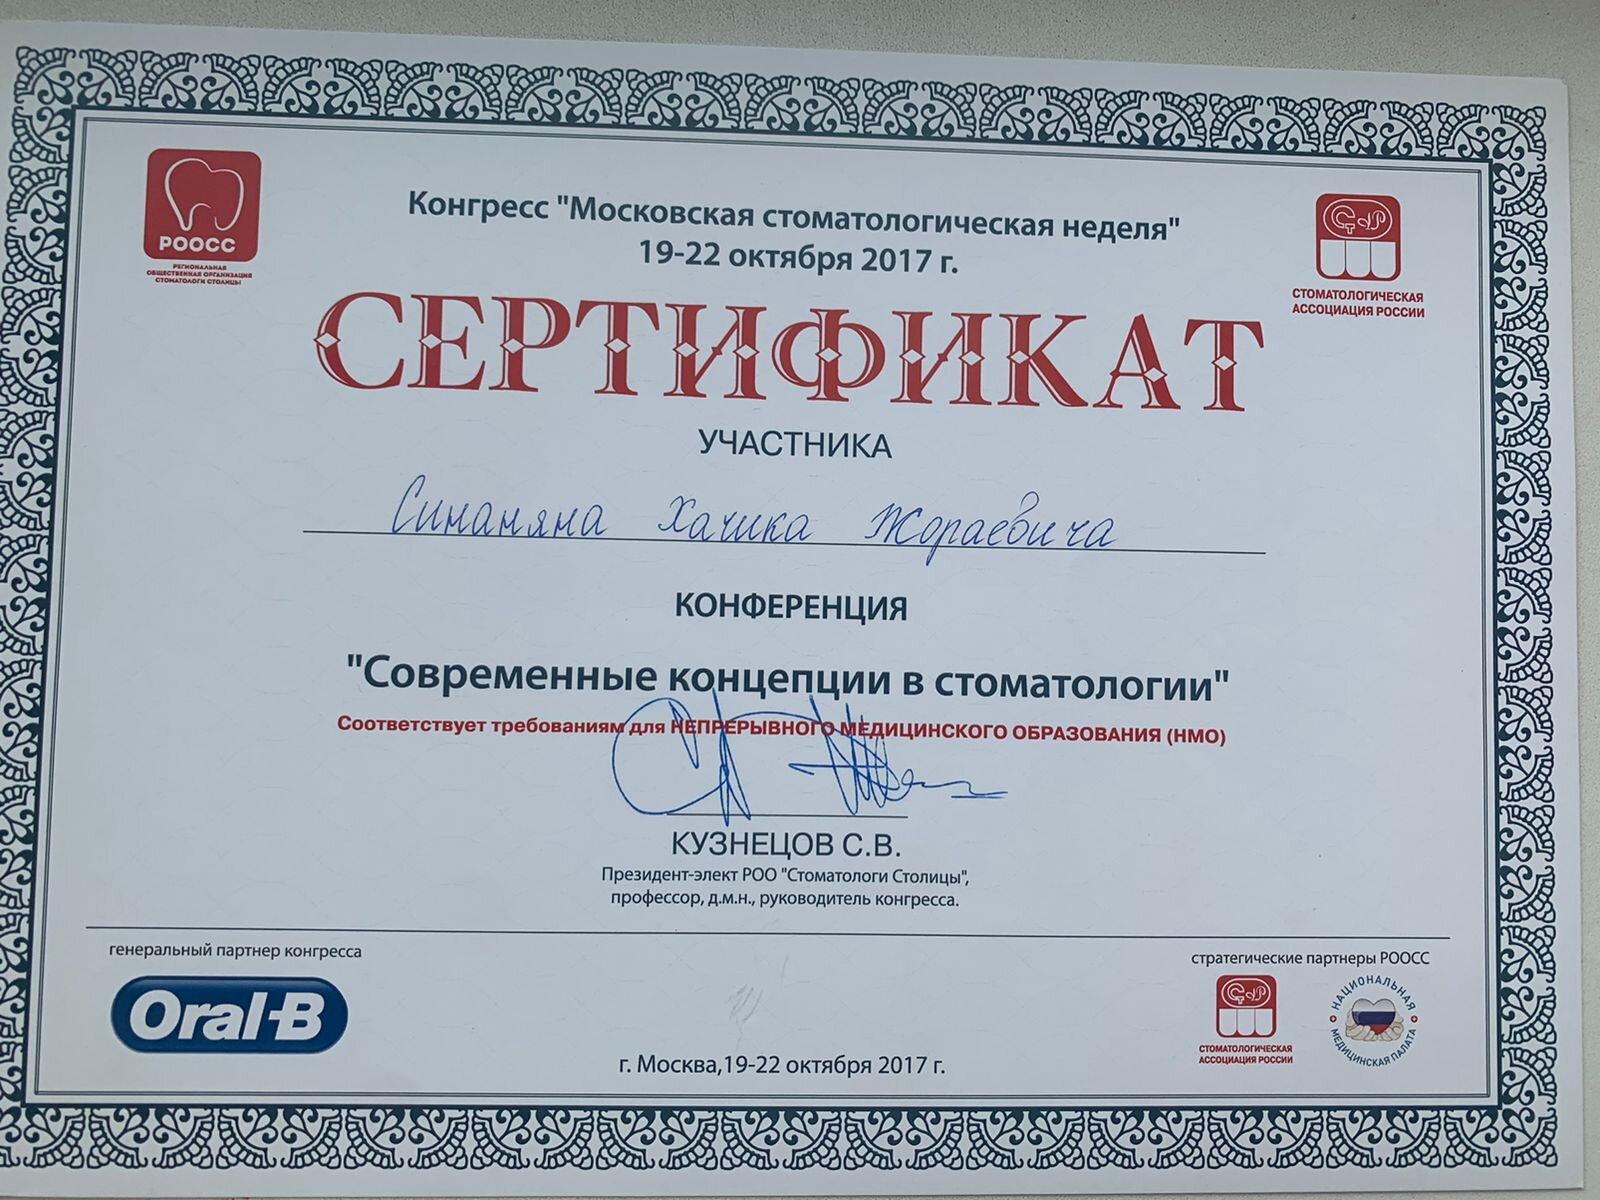 РООСС
РЕГИОНАЛЬНАЯ
ОБЩЕСТВЕННАЯ ОРГАНИЗАЦИЯ
СТОМАТОЛОГИ СТОЛИЦЫ
Конгресс "Московская стоматологическая неделя"
19-22 октября 2017 г.
СтАР
СТОМАТОЛОГИЧЕСКАЯ
АССОЦИАЦИЯ РОССИИ
СЕРТИФИКАТ
УЧАСТНИКА
Синаняна Хачика Жораевича
КОНФЕРЕНЦИЯ
"Современные концепции в стоматологии"
Соответствует требованиям для НЕПРЕРЫВНОГО МЕДИЦИНСКОГО ОБРАЗОВАНИЯ (НМО)
КУЗНЕЦОВ С.В.
Президент-элект РОО "Стоматологи Столицы",
профессор, д.м.н., руководитель конгресса.
генеральный партнер конгресса
Oral-B
г. Москва,19-22 октября 2017 г.
стратегические партнеры РООСС
СтАР
СТОМАТОЛОГИЧЕСКАЯ
АССОЦИАЦИЯ РОССИИ
НАЦИОНАЛЬНАЯ
МЕДИЦИНСКАЯ ПАЛАТА